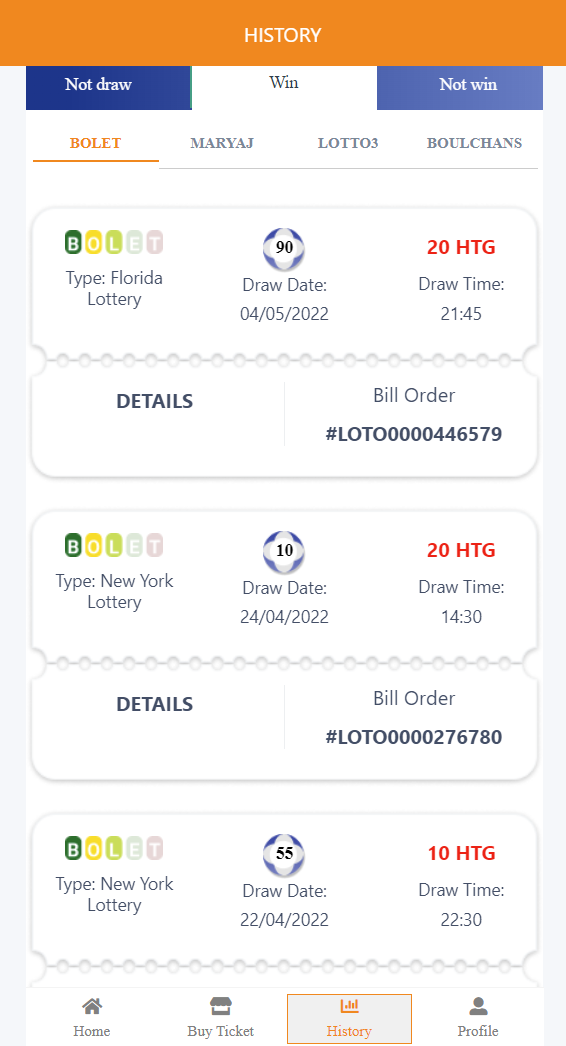 HISTORY
Not draw Win Not win
BOLET MARYAJ LOTTO3 BOULCHANS
BOLET 90 20 HTG
Type: Florida Draw Date: Draw Time:
Lottery 04/05/2022 21:45
DETAILS Bill Order
#LOTO0000446579
BOLET 10 20 HTG
Type: New York Draw Date: Draw Time:
Lottery 24/04/2022 14:30
DETAILS Bill Order
#LOTO0000276780
BOLET 55 10 HTG
Type: New York Draw Date: Draw Time:
Lottery 22/04/2022 22:30
Home Buy Ticket History Profile